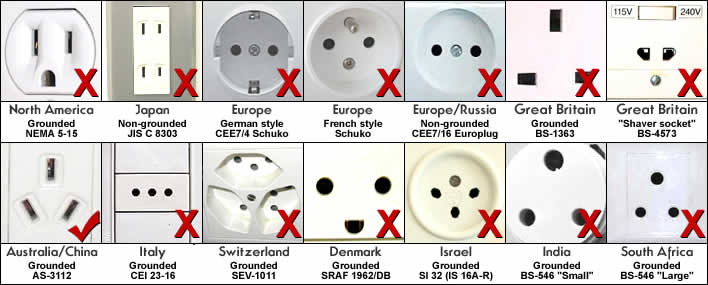 115V 240V
North America
Grounded
NEMA 5-15
Japan
Non-grounded
JIS C 8303
Europe
German style
CEE7/4 Schuko
Europe
French style
Schuko
Europe/Russia
Non-grounded
CEE7/16 Europlug
Great Britain
Grounded
BS-1363
Great Britain
"Shaver socket"
BS-4573
Australia/China
Grounded
AS-3112
Italy
Grounded
CEI 23-16
Switzerland
Grounded
SEV-1011
Denmark
Grounded
SRAF 1962/DB
Israel
Grounded
SI 32 (IS 16A-R)
India
Grounded
BS-546 "Small"
South Africa
Grounded
BS-546 "Large"